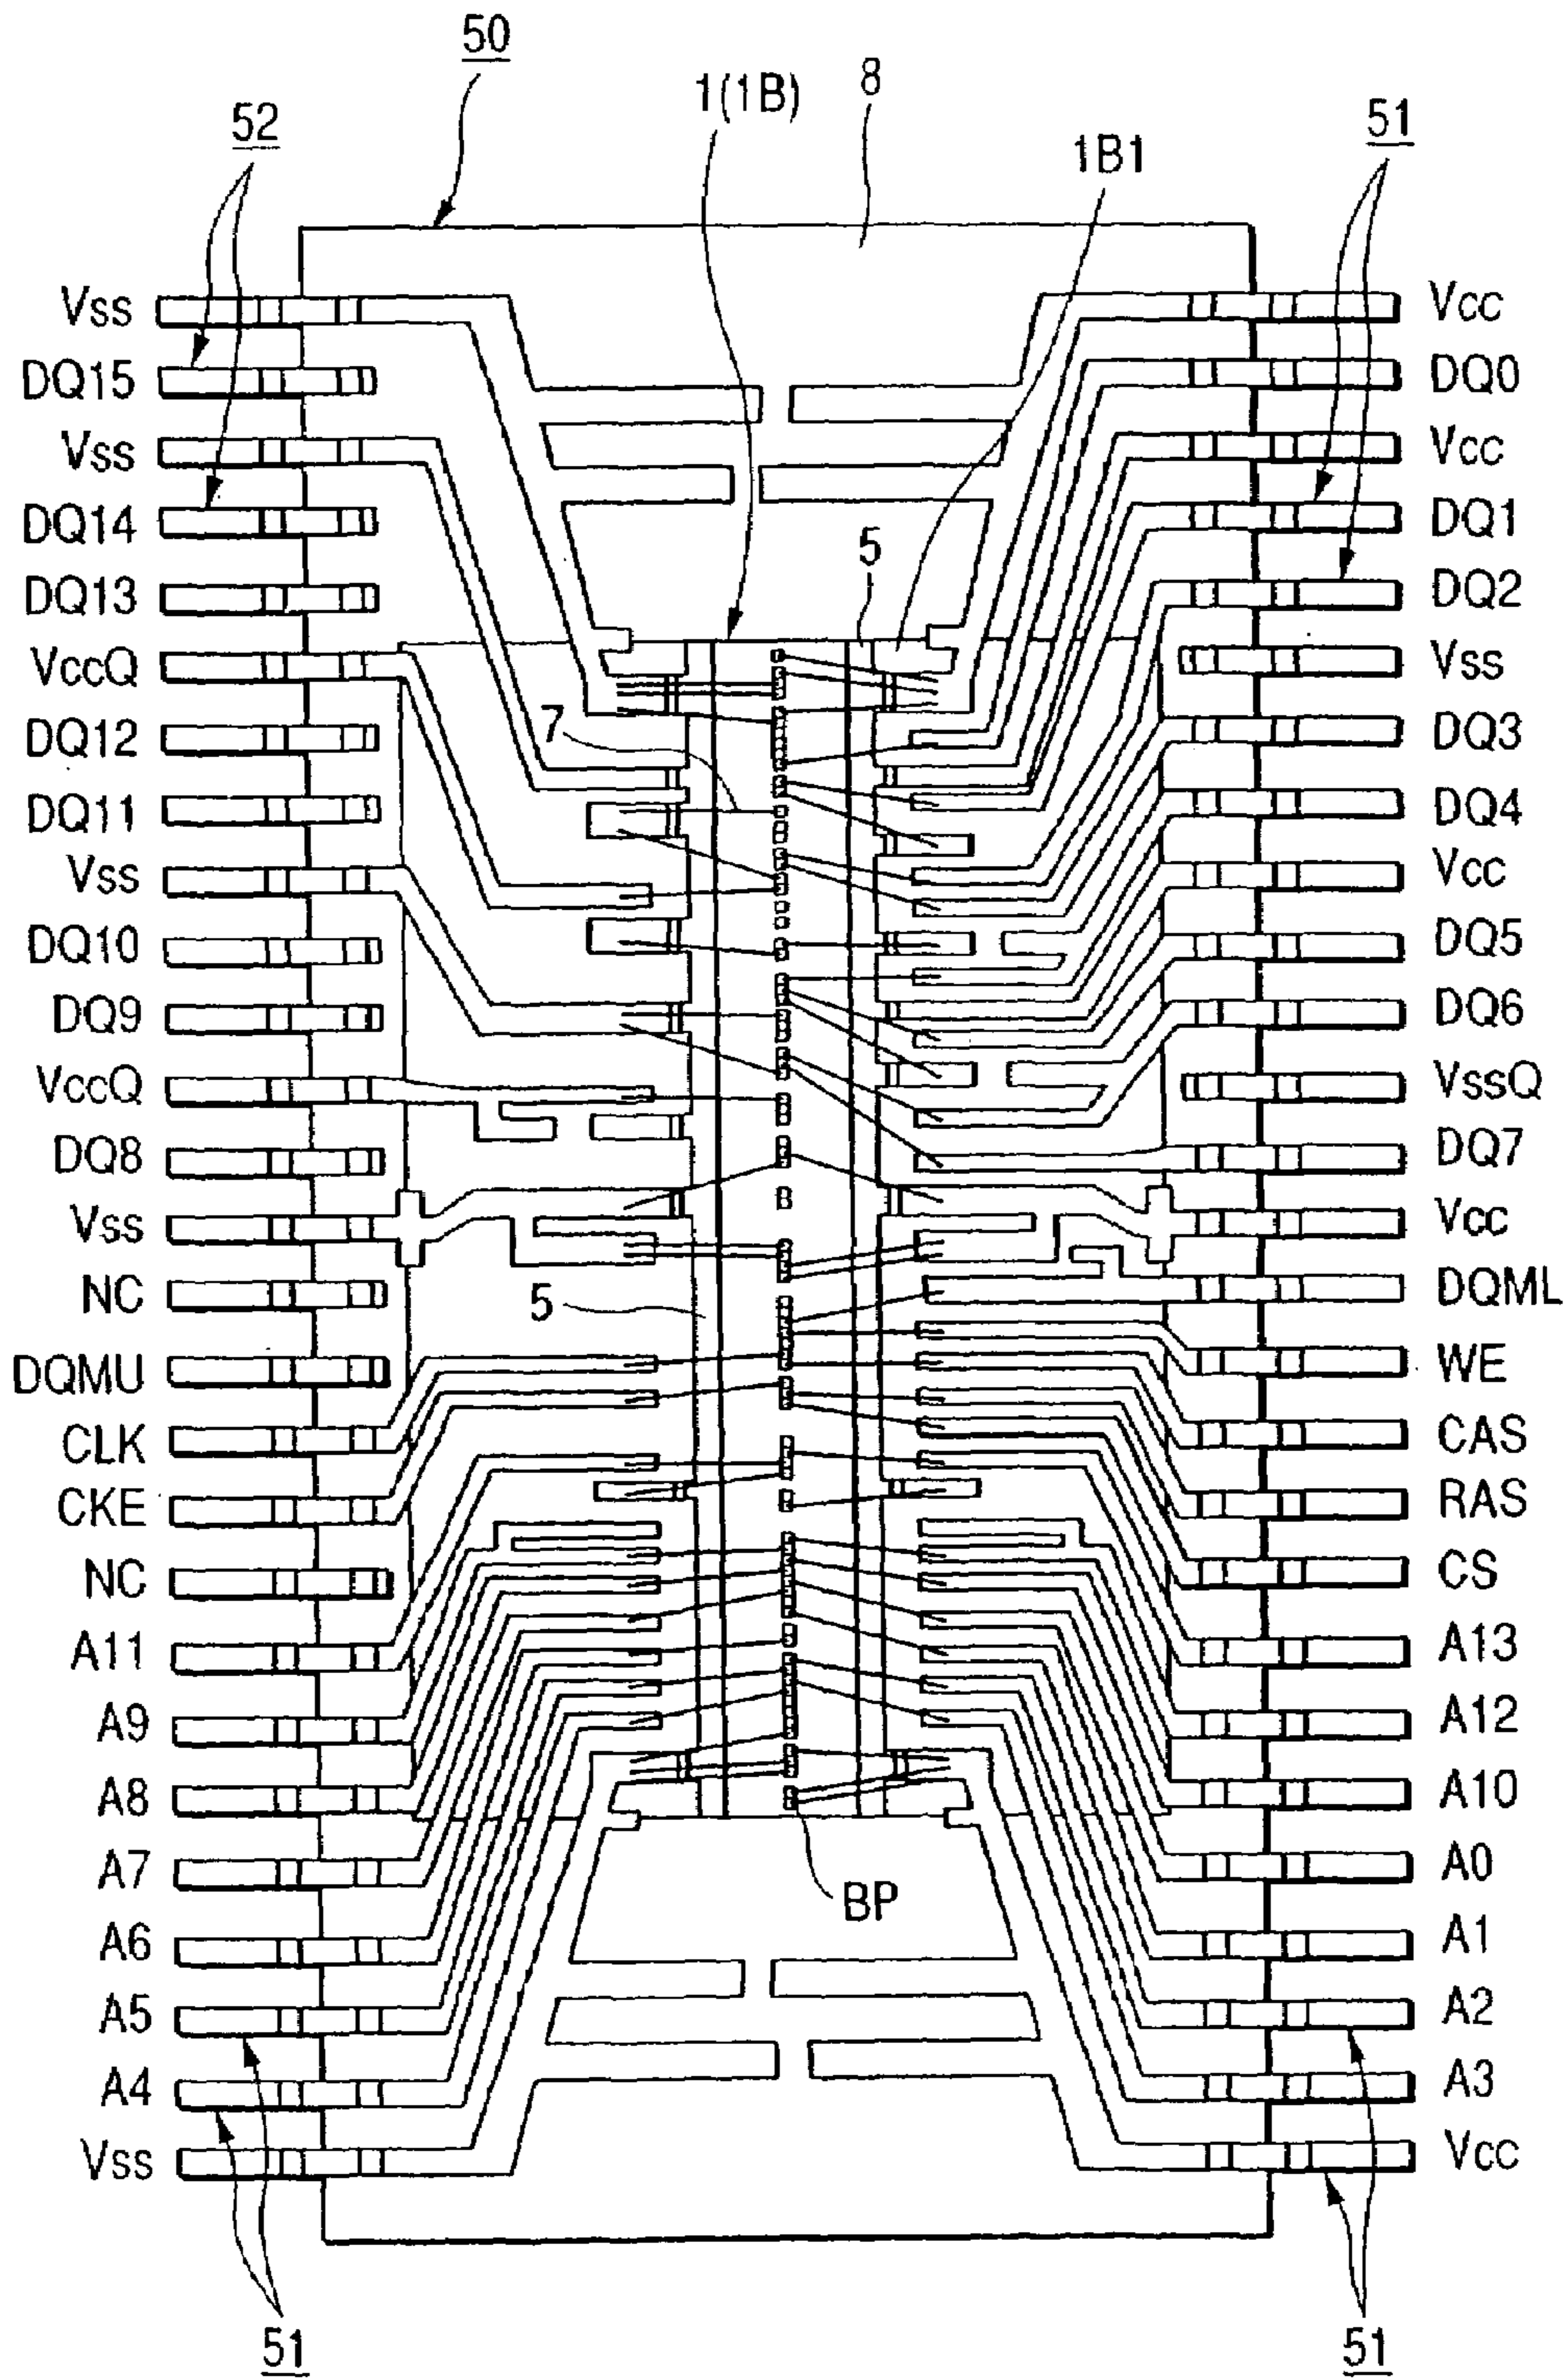 50
1(1B)
8
52
51
1B1
Vss
Vcc
DQ15
DQ0
Vss
Vcc
DQ14
DQ1
5
DQ13
DQ2
VccQ
Vss
7
DQ12
DQ3
DQ11
DQ4
Vss
Vcc
DQ10
DQ5
DQ9
DQ6
VccQ
VssQ
DQ8
DQ7
Vss
Vcc
NC
5
DQML
DQMU
WE
CLK
CAS
CKE
RAS
NC
CS
A11
A13
A9
A12
A8
A10
A7
A0
BP
A6
A1
A5
A2
A4
A3
Vss
Vcc
51
51